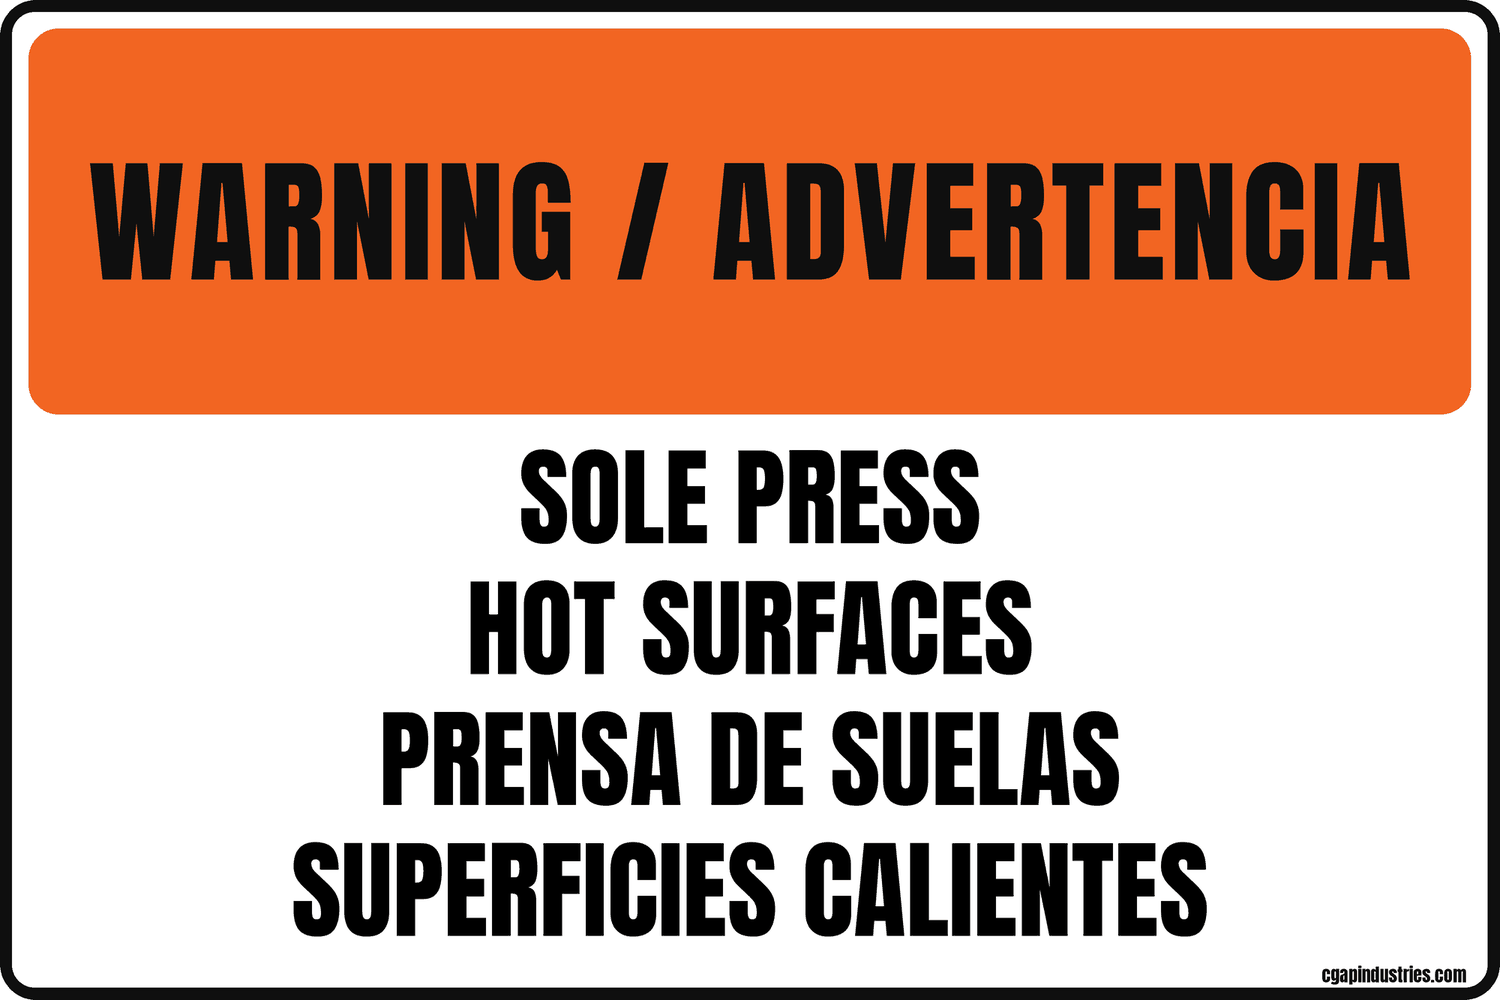 WARNING / ADVERTENCIA
SOLE PRESS
HOT SURFACES
PRENSA DE SUELAS
SUPERFICIES CALIENTES
cgapindustries.com